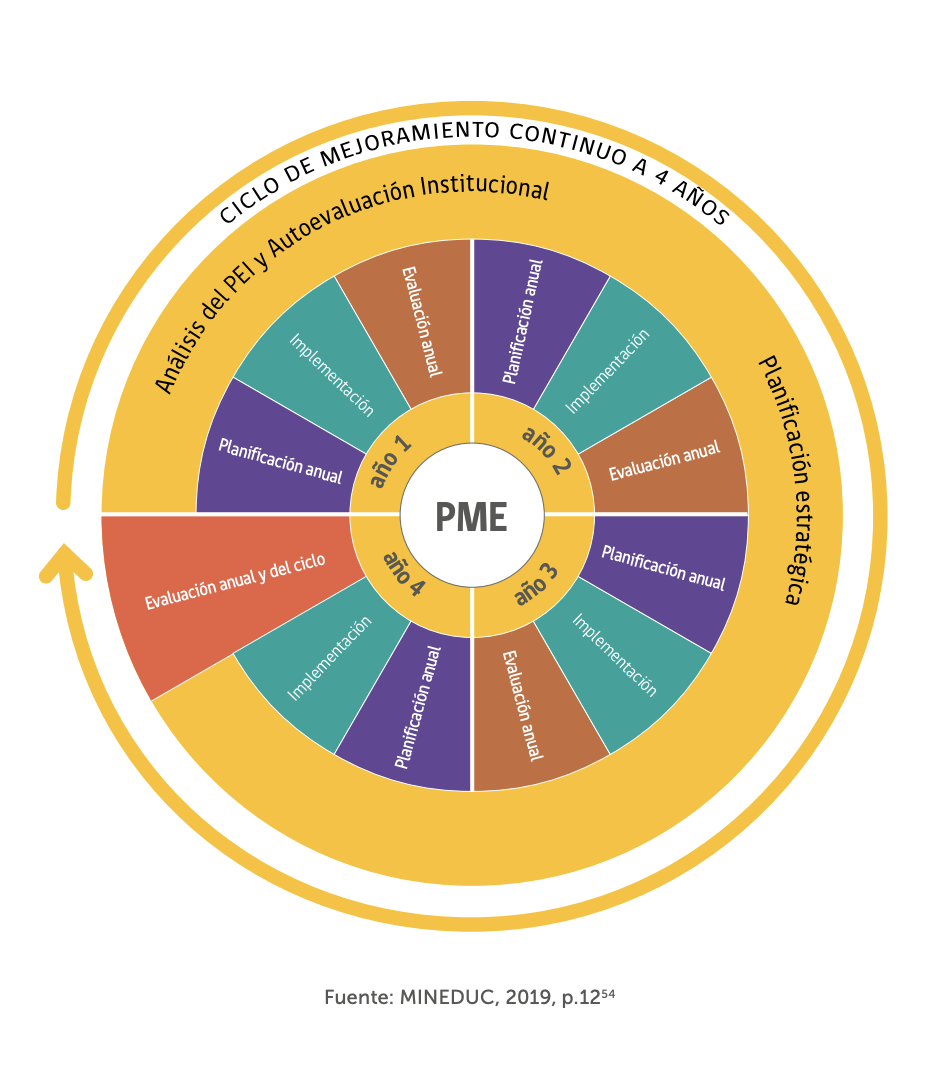 CICLO DE MEJORAMIENTO CONTINUO A 4 AÑOS
Análisis del PEI y Autoevaluación Institucional
Planificación estratégica
PME
año 1
Planificación anual
Implementación
Evaluación anual
año 2
Planificación anual
Implementación
Evaluación anual
año 3
Planificación anual
Implementación
Evaluación anual
año 4
Planificación anual
Implementación
Evaluación anual y del ciclo
Fuente: MINEDUC, 2019, p.12⁵⁴